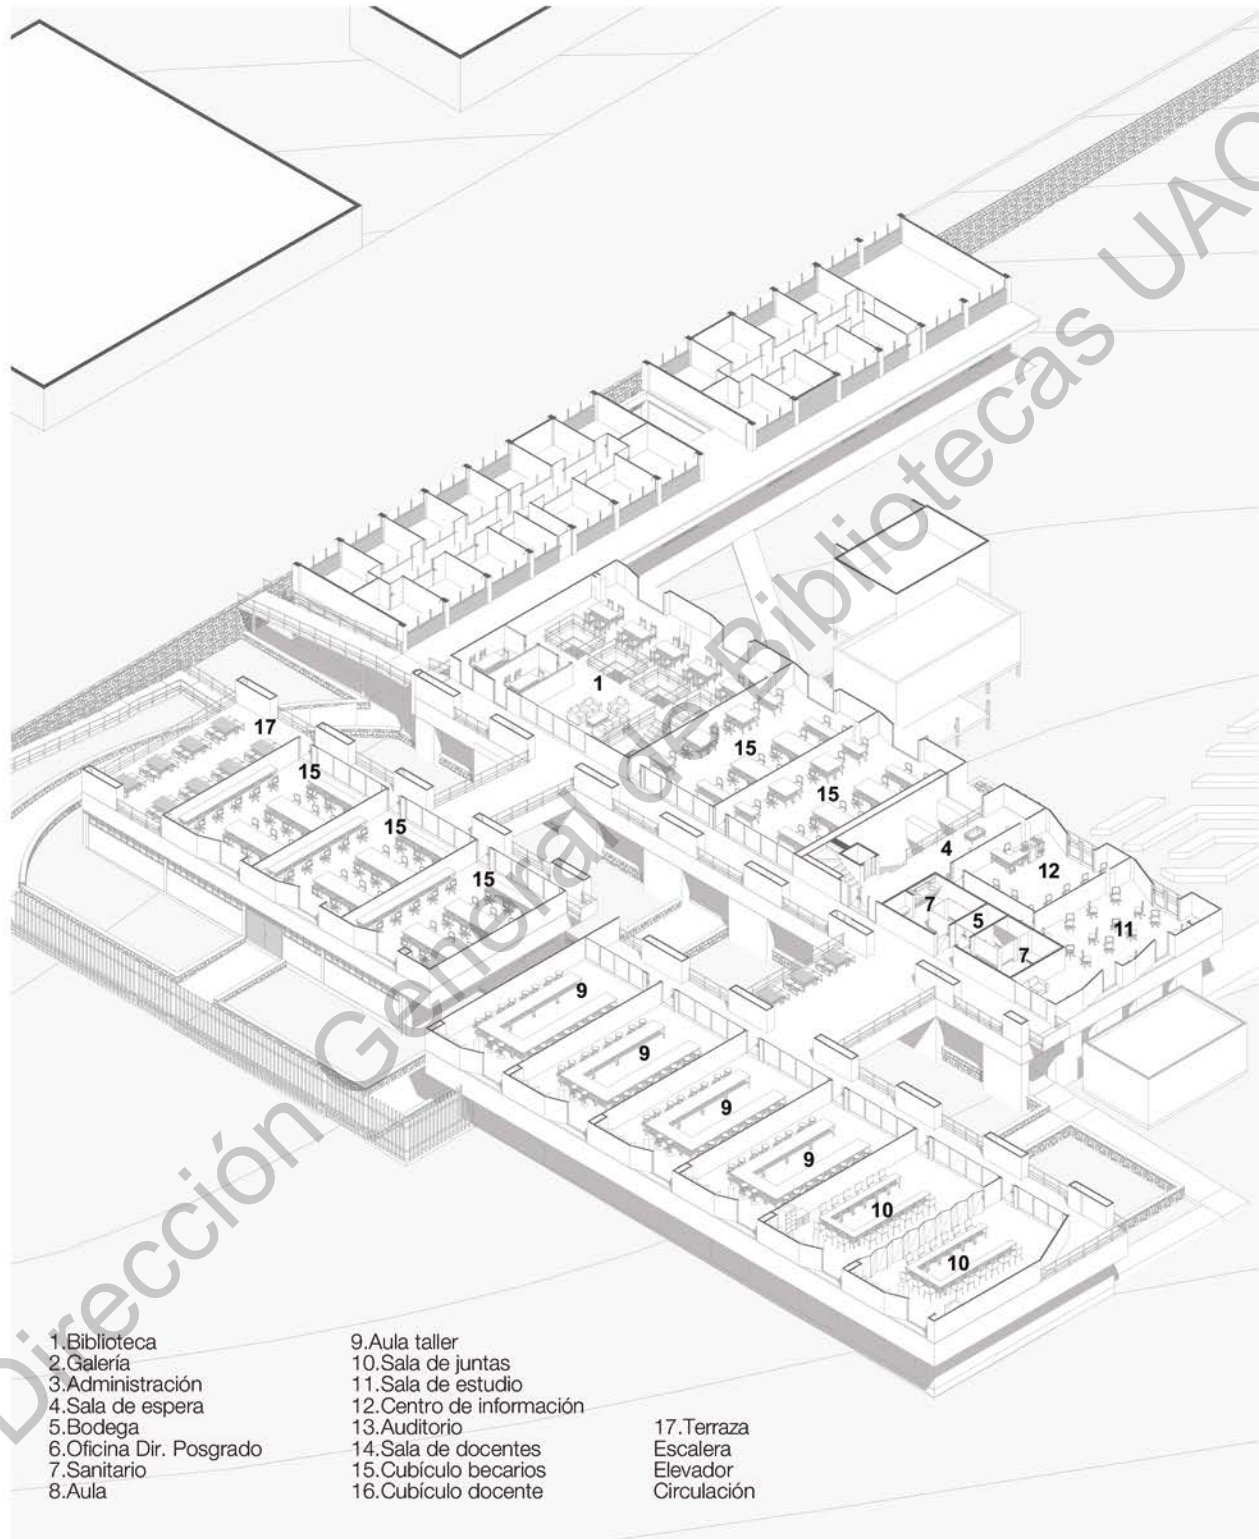 Dirección General de Bibliotecas UAQ
17
1
15
15
15
15
15
4
12
7
5
11
7
9
9
9
9
10
10
1.Biblioteca
2.Galería
3.Administración
4.Sala de espera
5.Bodega
6.Oficina Dir. Posgrado
7.Sanitario
8.Aula
9.Aula taller
10.Sala de juntas
11.Sala de estudio
12.Centro de información
13.Auditorio
14.Sala de docentes
15.Cubículo becarios
16.Cubículo docente
17.Terraza
Escalera
Elevador
Circulación